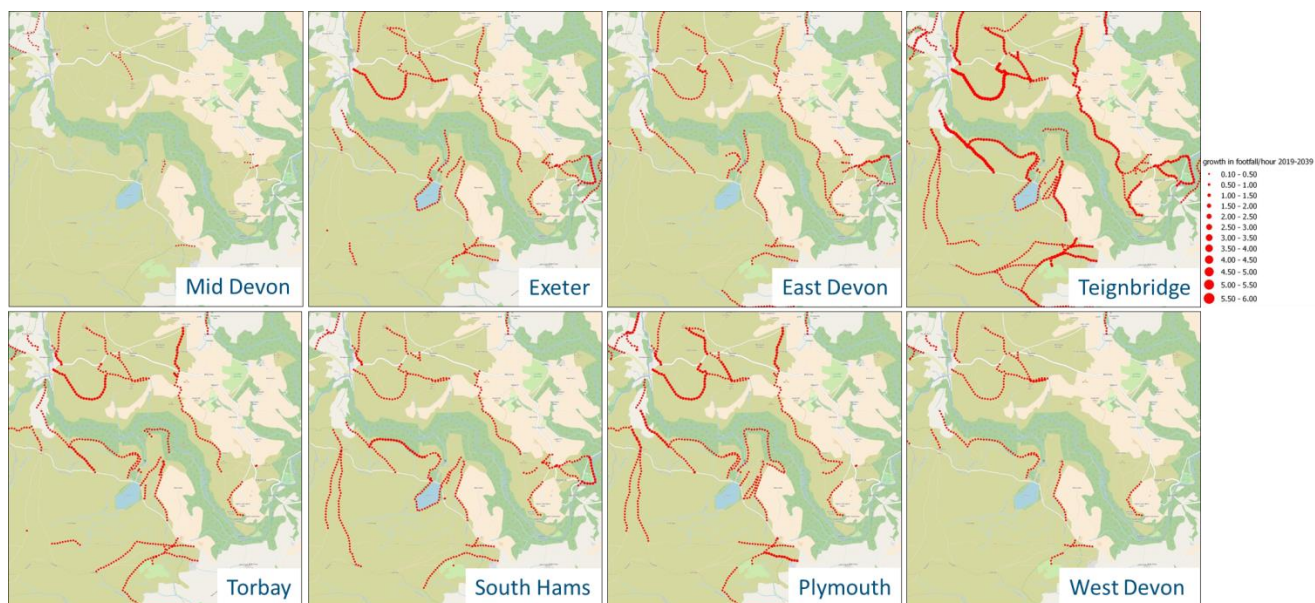 Mid Devon
Exeter
East Devon
Teignbridge
growth in footfall/hour 2019-2039
0.10 - 0.50
0.50 - 1.00
1.00 - 1.50
1.50 - 2.00
2.00 - 2.50
2.50 - 3.00
3.00 - 3.50
3.50 - 4.00
4.00 - 4.50
4.50 - 5.00
5.00 - 5.50
5.50 - 6.00
Torbay
South Hams
Plymouth
West Devon